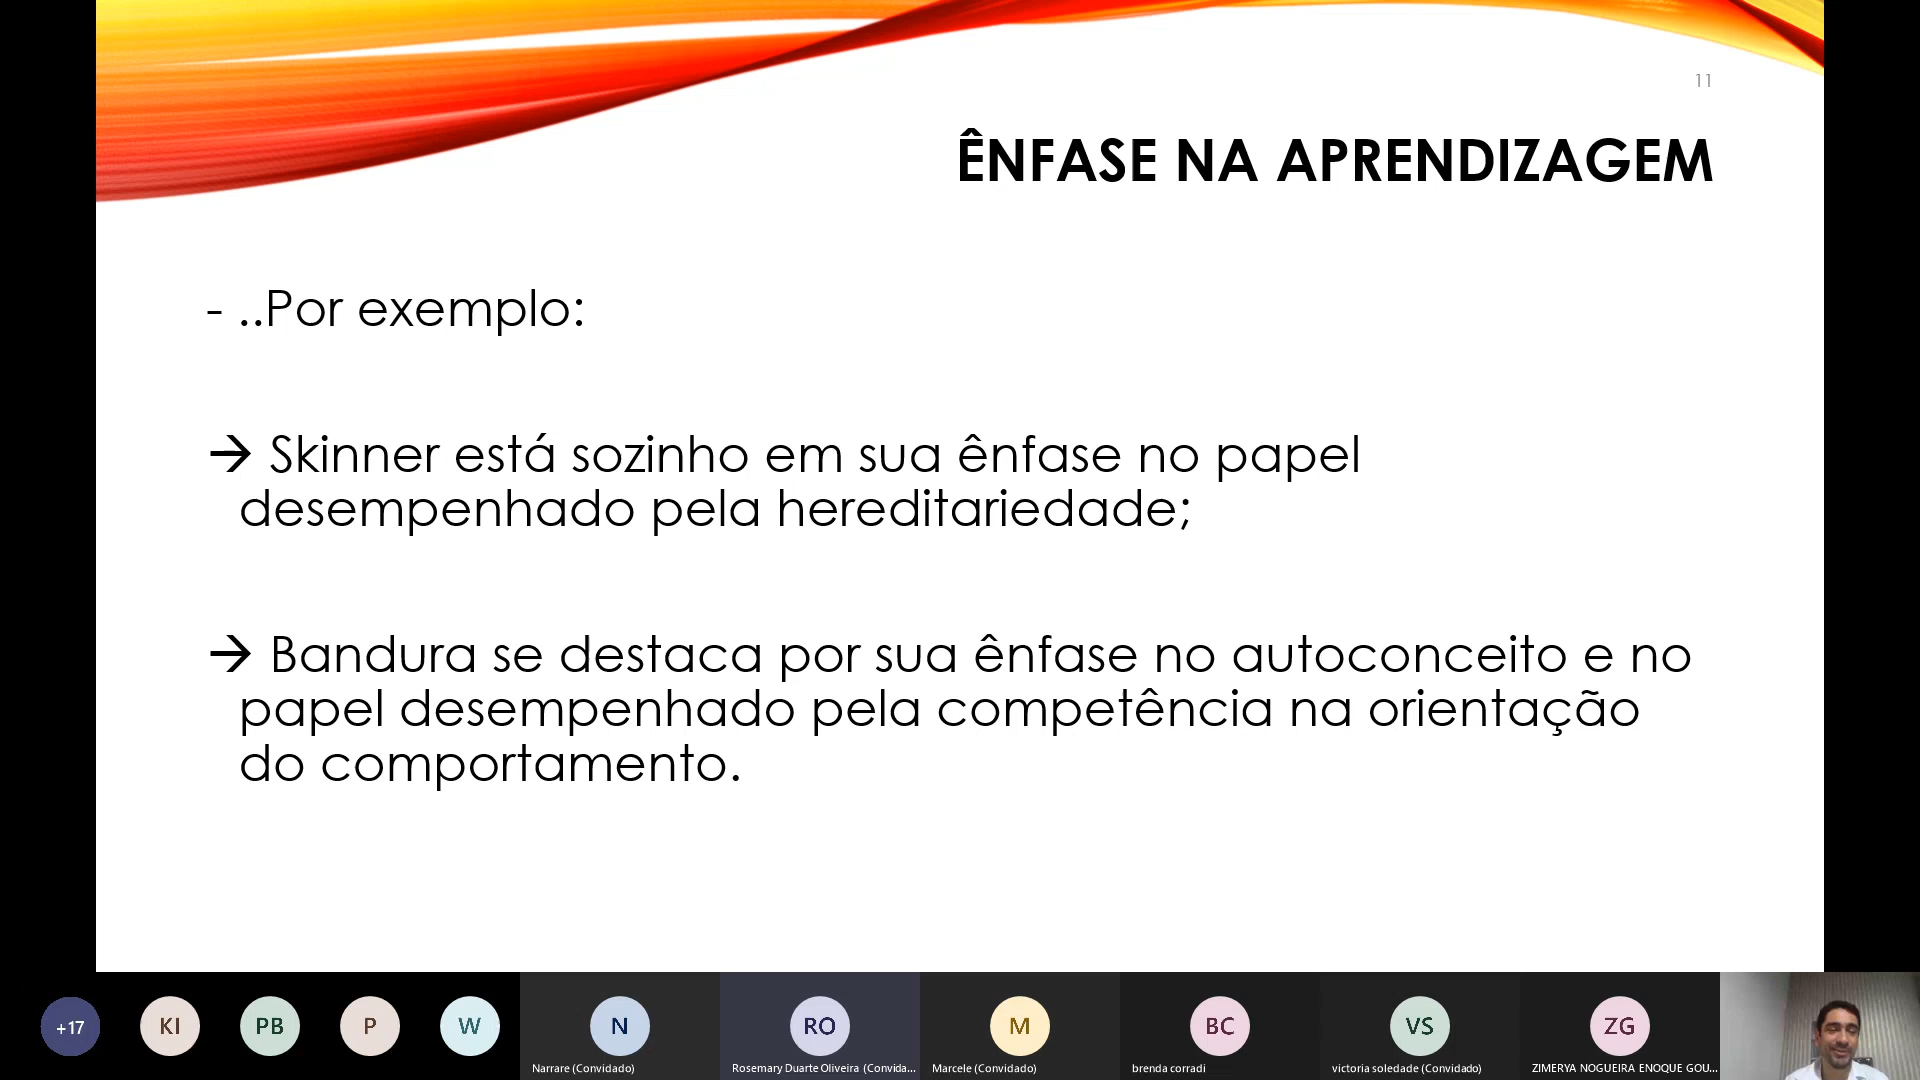 11
ÊNFASE NA APRENDIZAGEM
- ..Por exemplo:
→ Skinner está sozinho em sua ênfase no papel
desempenhado pela hereditariedade;
→ Bandura se destaca por sua ênfase no autoconceito e no
papel desempenhado pela competência na orientação
do comportamento.
+17
KI
PB
P
W
N
RO
M
BC
VS
ZG
Narrare (Convidado)
Rosemary Duarte Oliveira (Convida...
Marcele (Convidado)
brenda corradi
victoria soledade (Convidado)
ZIMERYA NOGUEIRA ENOQUE GOU...